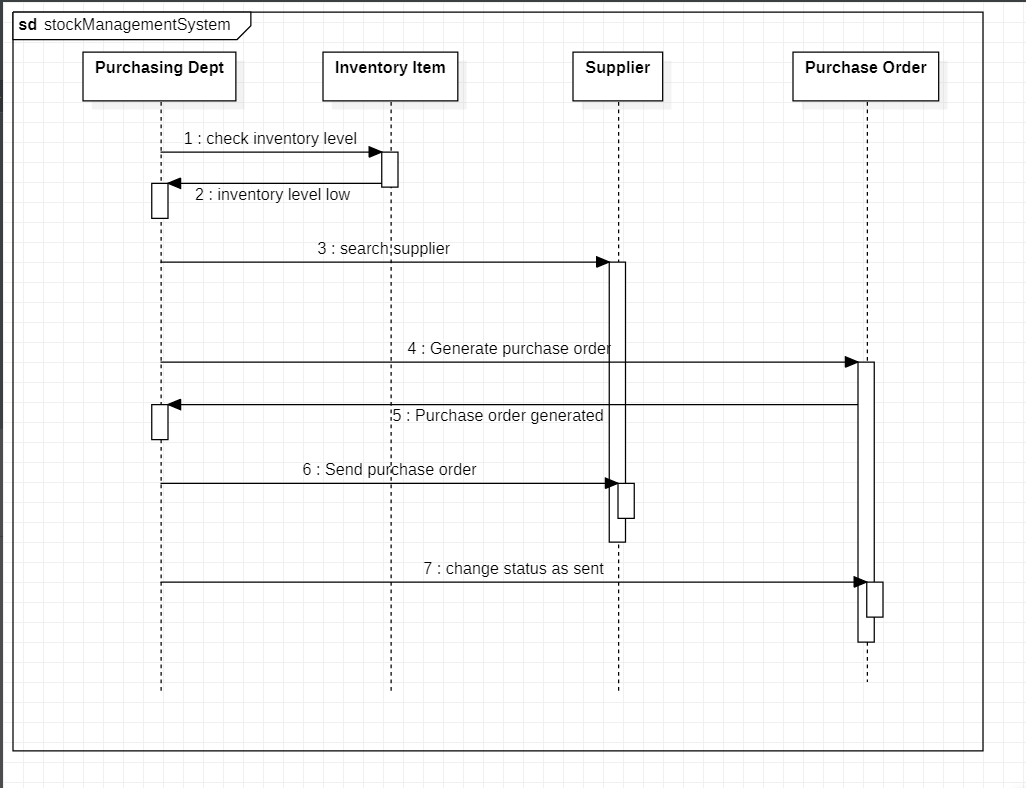 sd stockManagementSystem
Purchasing Dept
Inventory Item
Supplier
Purchase Order
1 : check inventory level
2 : inventory level low
3 : search supplier
4 : Generate purchase order
5 : Purchase order generated
6 : Send purchase order
7 : change status as sent